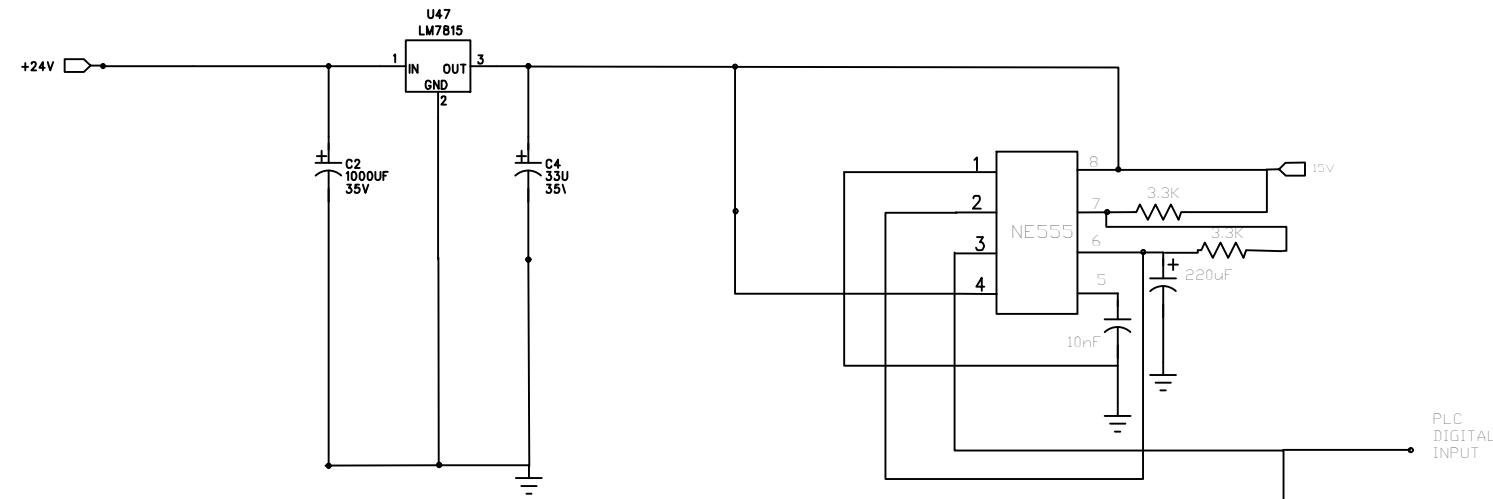 U47
LM7815
+24V
1
IN
OUT
3
GND
2
+
C2
1000UF
35V
+
C4
33U
35\
1
8
15V
2
7
3.3K
NE555
3
6
3.3K
4
5
+
220uF
10nF
PLC
DIGITAL
INPUT